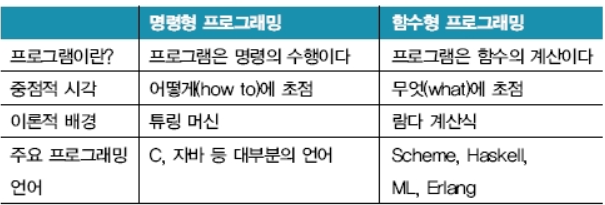 명령형 프로그래밍 함수형 프로그래밍
프로그램이란? 프로그램은 명령의 수행이다 프로그램은 함수의 계산이다
중점적 시각 어떻게(how to)에 초점 무엇(what)에 초점
이론적 배경 튜링 머신 람다 계산식
주요 프로그래밍 C, 자바 등 대부분의 언어 Scheme, Haskell,
언어 ML, Erlang